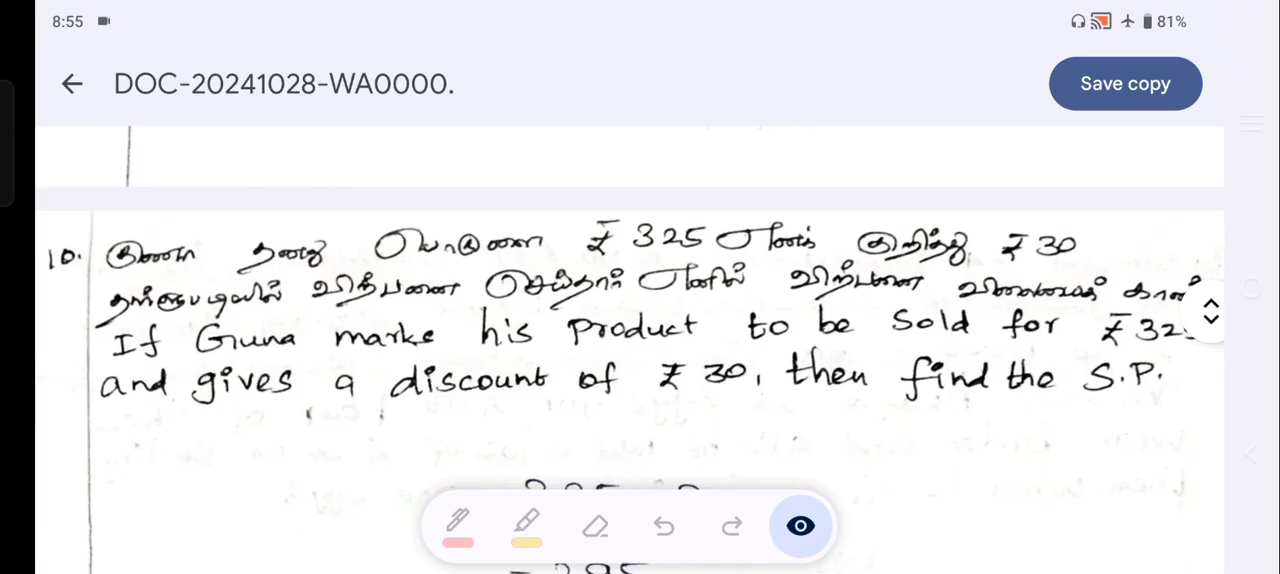 8:55
81%
DOC-20241028-WA0000.
Save copy
10. குணா தனது பொருளை ₹ 325 எனக் குறித்து ₹ 30
தள்ளுபடியில் விற்பனை செய்தார் எனில் விற்பனை விலையைக்
If Guna marke his product to be Sold for ₹ 32
and gives a discount of ₹ 30, then find the S.P.